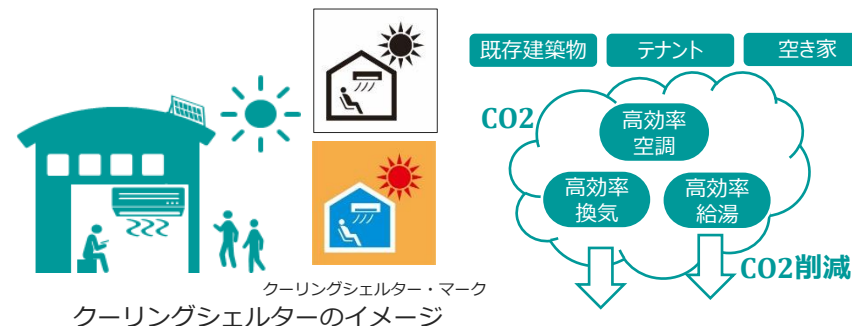 既存建築物
テナント
空き家
CO2
高効率
空調
高効率
換気
高効率
給湯
CO2削減
クーリングシェルター・マーク
クーリングシェルターのイメージ